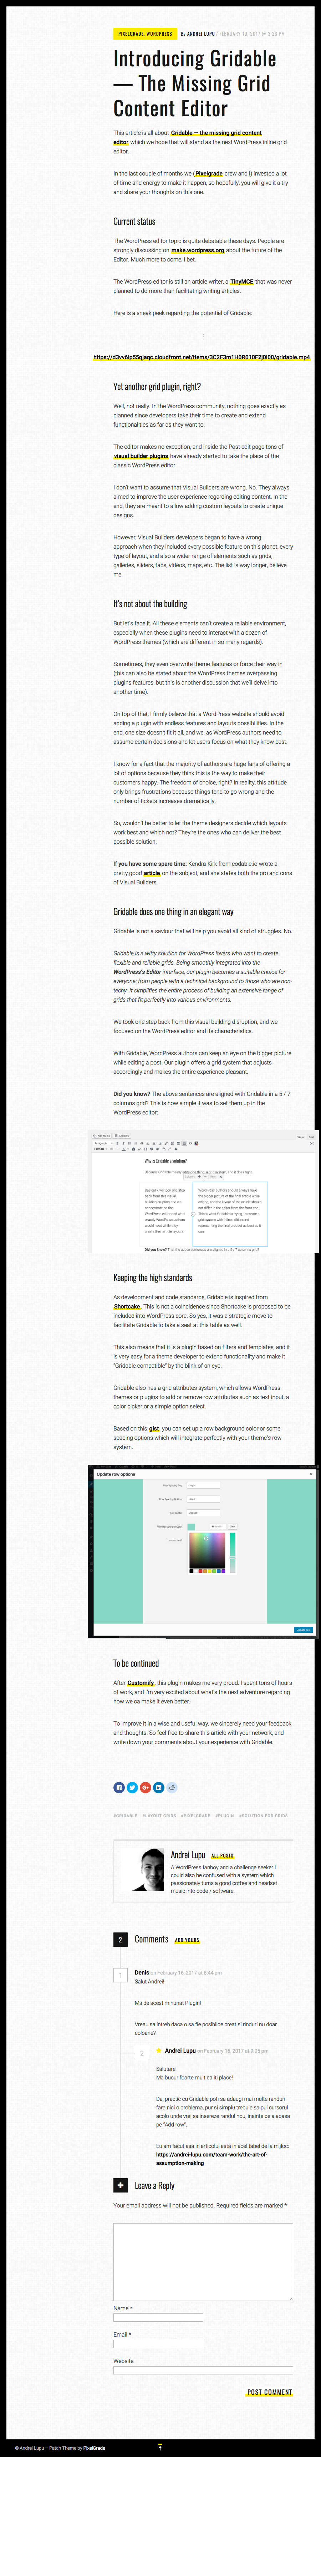 PIXELGRADE, WORDPRESS By ANDREI LUPU / FEBRUARY 15, 2017 @ 3:25 PM
Introducing Gridable
— The Missing Grid
Content Editor
This article is all about Gridable – the missing grid content
editor which we hope that will stand as the next WordPress inline grid
editor.
In the last couple of months we (Pixelgrade crew and I) invested a lot
of time and energy to make it happen, so hopefully, you will give it a try
and share your thoughts on this one.
Current status
The WordPress editor topic is quite debatable these days. People are
strongly discussing on make.wordpress.org about the future of the
Editor. Much more to come, I bet.
The WordPress editor is still an article writer, a TinyMCE that was never
planned to do more than facilitating writing articles.
Here is a sneak peek regarding the potential of Gridable:
Yet another grid plugin, right?
Well, not really. In the WordPress community, nothing goes exactly as
planned since developers take their time to create and extend
functionalities as far as they want to.
The editor makes no exception, and inside the Post edit page tons of
visual builder plugins have already started to take the place of the
classic WordPress editor.
I don't want to assume that Visual Builders are wrong. No. They always
aimed to improve the user experience regarding editing content. In the
end, they are meant to allow adding custom layouts to create unique
designs.
However, Visual Builders developers began to have a wrong
approach when they included every possible feature on this planet, every
type of layout, and also a wider range of elements such as grids,
galleries, sliders, tabs, videos, maps, etc. The list is way longer, believe
me.
It's not about the building
But let's face it. All these elements can't create a reliable environment,
especially when these plugins need to interact with a dozen of
WordPress themes (which are different in so many regards).
Sometimes, they even overwrite theme features or force their way in
(this can also be stated about the WordPress themes overpassing
plugins features, but this is another discussion we'll delve into
another time).
On top of that, I firmly believe that a WordPress website should avoid
adding a plugin with endless features and layouts possibilities. In the
end, one size doesn't fit it all, and we, as WordPress authors need to
assume certain decisions and let users focus on what they know best.
I know for a fact that the majority of authors are huge fans of offering a
lot of options because they think this is the way to make their
customers happy. The freedom of choice, right? In reality, this attitude
only brings frustrations because things tend to go wrong and the
number of tickets increases dramatically.
So, wouldn't be better to let the theme designers decide which layouts
work best and which not? They're the ones who can deliver the best
possible solution.
If you have some spare time: Kendra Kirk from codable.io wrote a
pretty good article on the subject, and she states both the pro and cons
of Visual Builders.
Gridable does one thing in an elegant way
Gridable is not a saviour that will help you avoid all kind of struggles. No.
Gridable is a witty solution for WordPress lovers who want to create
flexible and reliable grids. Being smoothly integrated into the
WordPress's Editor interface, our plugin becomes a suitable choice for
everyone: from people with a technical background to those who are non-
techy. It simplifies the entire process of building an extensive range of
grids that fit perfectly into various environments.
We took one step back from this visual building disruption, and we
focused on the WordPress editor and its characteristics.
With Gridable, WordPress authors can keep an eye on the bigger picture
while editing a post. Our plugin offers a grid system that adjusts
accordingly and makes the entire experience pleasant.
Did you know? The above sentences are aligned with Gridable in a 5 / 7
columns grid? This is how simple it was to set them up in the
WordPress editor:
Why is Gridable a solution?
Keeping the high standards
As development and code standards, Gridable is inspired from
Shortcake. This is not a coincidence since Shortcake is proposed to be
included into WordPress core. So yes, it was a strategic move to
facilitate Gridable to take a seat at this table as well.
This also means that it is a plugin based on filters and templates, and it
is very easy for a theme developer to extend functionality and make it
"Gridable compatible" by the blink of an eye.
Gridable also has a grid attributes system, which allows WordPress
themes or plugins to add or remove row attributes such as text input, a
color picker or a simple option select.
Based on this gist, you can set up a row background color or some
spacing options which will integrate perfectly with your theme's row
system.
Update row options
To be continued
After Customify, this plugin makes me very proud. I spent tons of hours
of work, and I'm very excited about what's the next adventure regarding
how we ca make it even better.
To improve it in a wise and useful way, we sincerely need your feedback
and thoughts. So feel free to share this article with your network, and
write down your comments about your experience with Gridable.
#GRIDABLE #LAYOUT GRIDS #PIXELGRADE #PLUGIN #SOLUTION FOR GRIDS
Andrei Lupu ALL POSTS
A WordPress fanboy and a challenge seeker.I
could also be confused with a system which
passionately turns a good coffee and headset
music into code / software.
2 Comments ADD YOURS
1 Denis on February 16, 2017 at 8:44 pm
Salut Andrei!
Ms de acest minunat Plugin!
Vreau sa intreb daca o sa fie posibilde creat si rinduri nu doar
coloane?
2 Andrei Lupu on February 16, 2017 at 9:05 pm
Salutare
Ma bucur foarte mult ca iti place!
Da, practic cu Gridable poti sa adaugi mai multe randuri
fara nici o problema, pur si simplu trebuie sa pui cursorul
acolo unde vrei sa insereze randul nou, inainte de a apasa
pe "Add row".
Eu am facut asa in articolul asta in acel tabel de la mijloc:
https://andrei-lupu.com/team-work/the-art-of-
assumption-making
Leave a Reply
Your email address will not be published. Required fields are marked *
Name *
Email *
Website
POST COMMENT
© Andrei Lupu – Patch Theme by PixelGrade